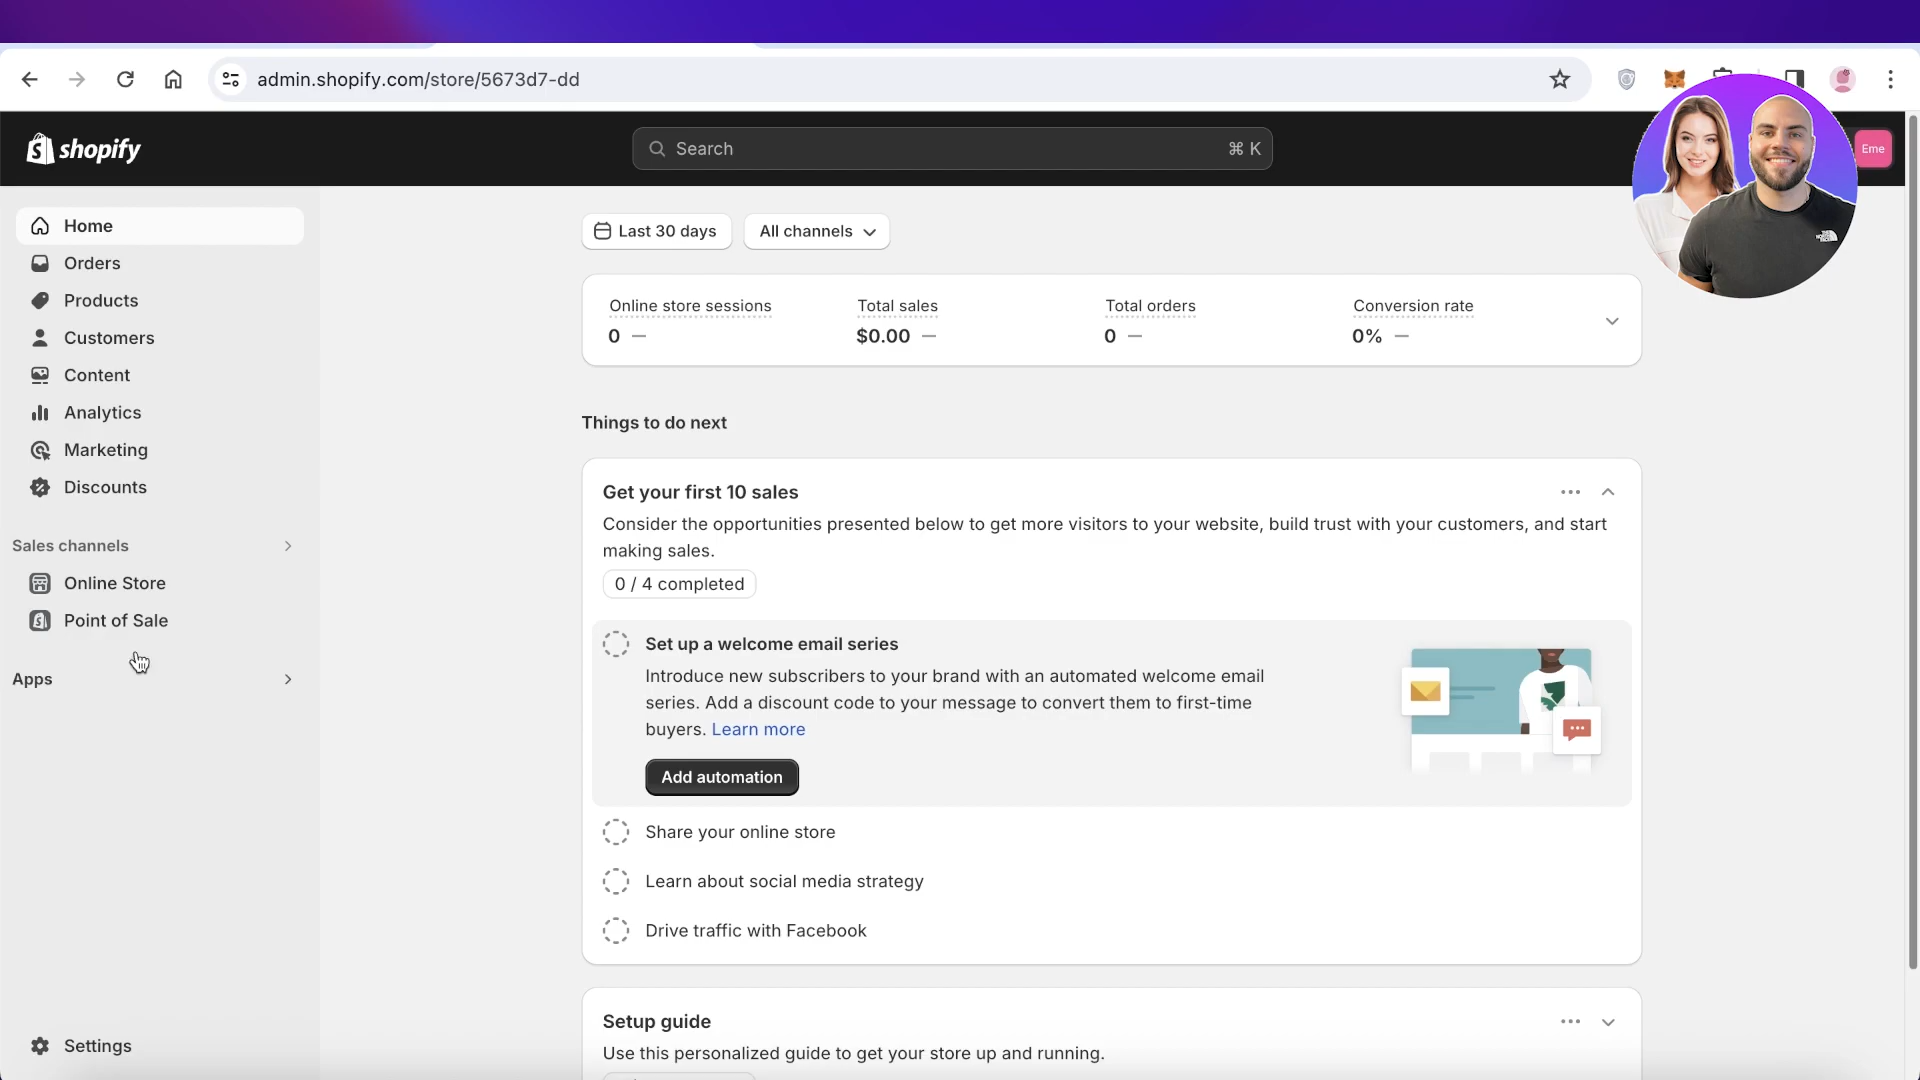 admin.shopify.com/store/5673d7-dd
shopify
Search
⌘ K
Eme
Home
Orders
Products
Customers
Content
Analytics
Marketing
Discounts
Sales channels
Online Store
Point of Sale
Apps
Settings
Last 30 days
All channels
Online store sessions
0 —
Total sales
$0.00 —
Total orders
0 —
Conversion rate
0% —
Things to do next
Get your first 10 sales
Consider the opportunities presented below to get more visitors to your website, build trust with your customers, and start
making sales.
0 / 4 completed
Set up a welcome email series
Introduce new subscribers to your brand with an automated welcome email
series. Add a discount code to your message to convert them to first-time
buyers. Learn more
Add automation
Share your online store
Learn about social media strategy
Drive traffic with Facebook
Setup guide
Use this personalized guide to get your store up and running.